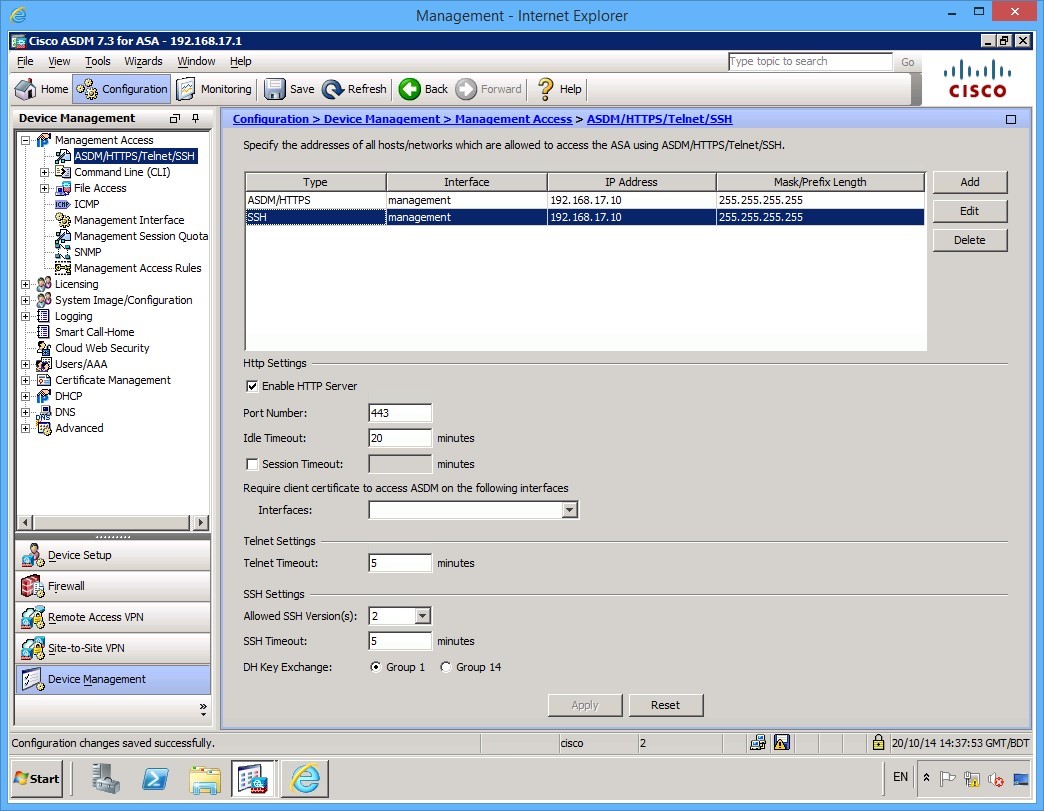 Management - Internet Explorer
Cisco ASDM 7.3 for ASA - 192.168.17.1
File View Tools Wizards Window Help
Type topic to search Go
Home Configuration Monitoring Save Refresh Back Forward Help
CISCO
Device Management
Management Access
ASDM/HTTPS/Telnet/SSH
Command Line (CLI)
File Access
ICMP
ICMP
Management Interface
Management Session Quota
SNMP
Management Access Rules
Licensing
System Image/Configuration
Logging
Smart Call-Home
Cloud Web Security
Users/AAA
Certificate Management
DHCP
DNS
DNS
Advanced
Device Setup
Firewall
Remote Access VPN
Site-to-Site VPN
Device Management
Configuration > Device Management > Management Access > ASDM/HTTPS/Telnet/SSH
Specify the addresses of all hosts/networks which are allowed to access the ASA using ASDM/HTTPS/Telnet/SSH.
Type Interface IP Address Mask/Prefix Length
ASDM/HTTPS management 192.168.17.10 255.255.255.255
SSH management 192.168.17.10 255.255.255.255
Add
Edit
Delete
Http Settings
Enable HTTP Server
Port Number: 443
Idle Timeout: 20 minutes
Session Timeout: minutes
Require client certificate to access ASDM on the following interfaces
Interfaces:
Telnet Settings
Telnet Timeout: 5 minutes
SSH Settings
Allowed SSH Version(s): 2
SSH Timeout: 5 minutes
DH Key Exchange: Group 1 Group 14
Apply Reset
Configuration changes saved successfully. cisco 2 20/10/14 14:37:53 GMT/BDT
Start EN